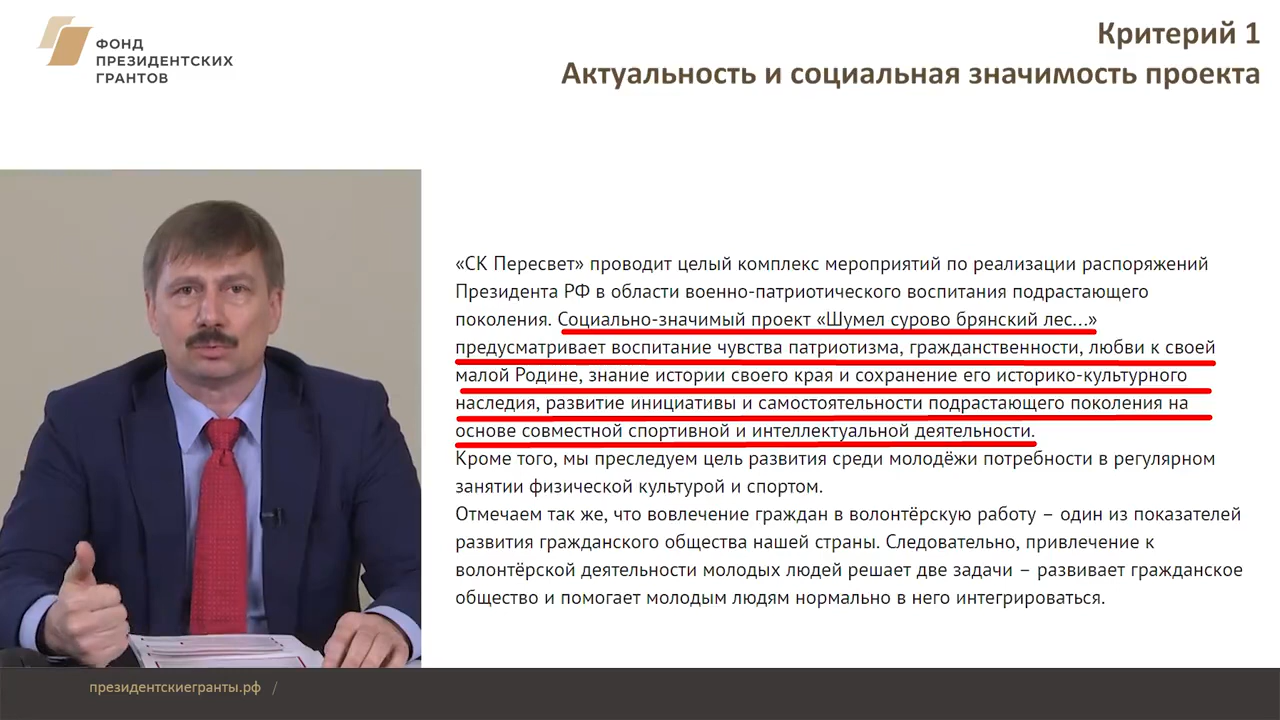 ФОНД
ПРЕЗИДЕНТСКИХ
ГРАНТОВ
Критерий 1
Актуальность и социальная значимость проекта
«СК Пересвет» проводит целый комплекс мероприятий по реализации распоряжений
Президента РФ в области военно-патриотического воспитания подрастающего
поколения. Социально-значимый проект «Шумел сурово брянский лес...»
предусматривает воспитание чувства патриотизма, гражданственности, любви к своей
малой Родине, знание истории своего края и сохранение его историко-культурного
наследия, развитие инициативы и самостоятельности подрастающего поколения на
основе совместной спортивной и интеллектуальной деятельности.
Кроме того, мы преследуем цель развития среди молодёжи потребности в регулярном
занятии физической культурой и спортом.
Отмечаем так же, что вовлечение граждан в волонтёрскую работу – один из показателей
развития гражданского общества нашей страны. Следовательно, привлечение к
волонтёрской деятельности молодых людей решает две задачи – развивает гражданское
общество и помогает молодым людям нормально в него интегрироваться.
президентскиегранты.рф /